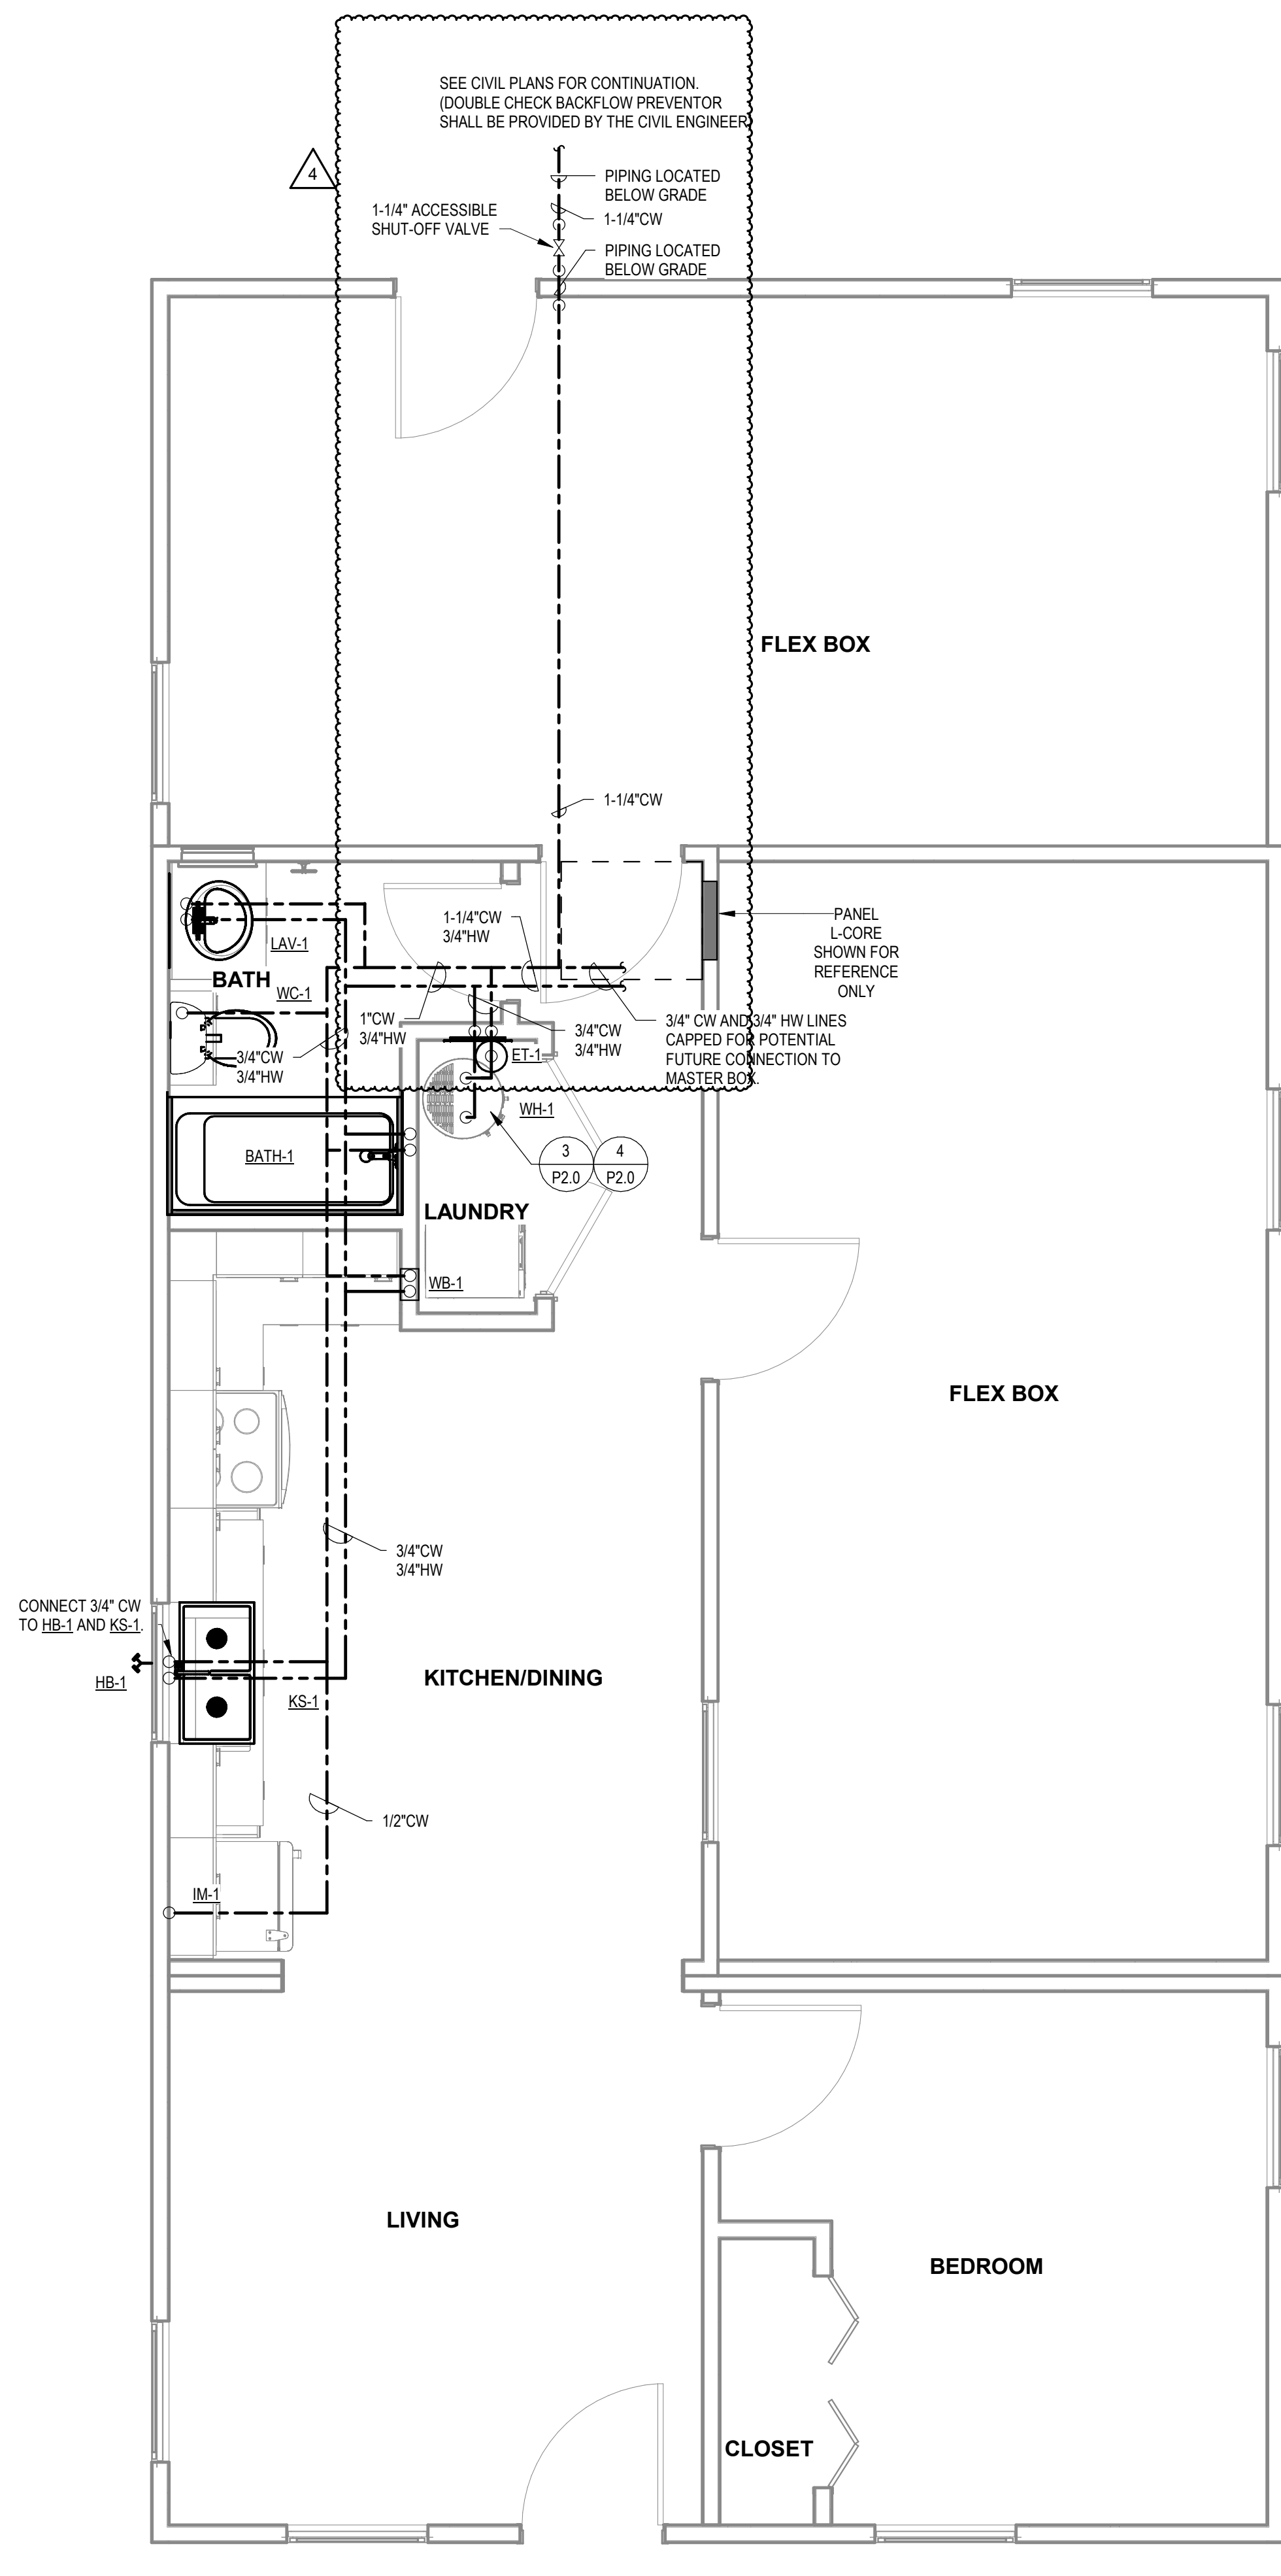 SEE CIVIL PLANS FOR CONTINUATION.
(DOUBLE CHECK BACKFLOW PREVENTOR
SHALL BE PROVIDED BY THE CIVIL ENGINEER)
4
PIPING LOCATED
BELOW GRADE
1-1/4" ACCESSIBLE
SHUT-OFF VALVE
1-1/4"CW
PIPING LOCATED
BELOW GRADE
FLEX BOX
1-1/4"CW
1-1/4"CW
3/4"HW
PANEL
L-CORE
SHOWN FOR
REFERENCE
ONLY
LAV-1
BATH
WC-1
1"CW
3/4"HW
3/4"CW
3/4"HW
3/4" CW AND 3/4" HW LINES
CAPPED FOR POTENTIAL
FUTURE CONNECTION TO
MASTER BOX.
3/4"CW
3/4"HW
ET-1
WH-1
BATH-1
3
P2.0
4
P2.0
LAUNDRY
WB-1
FLEX BOX
3/4"CW
3/4"HW
CONNECT 3/4" CW
TO HB-1 AND KS-1.
HB-1
KS-1
KITCHEN/DINING
1/2"CW
IM-1
LIVING
BEDROOM
CLOSET